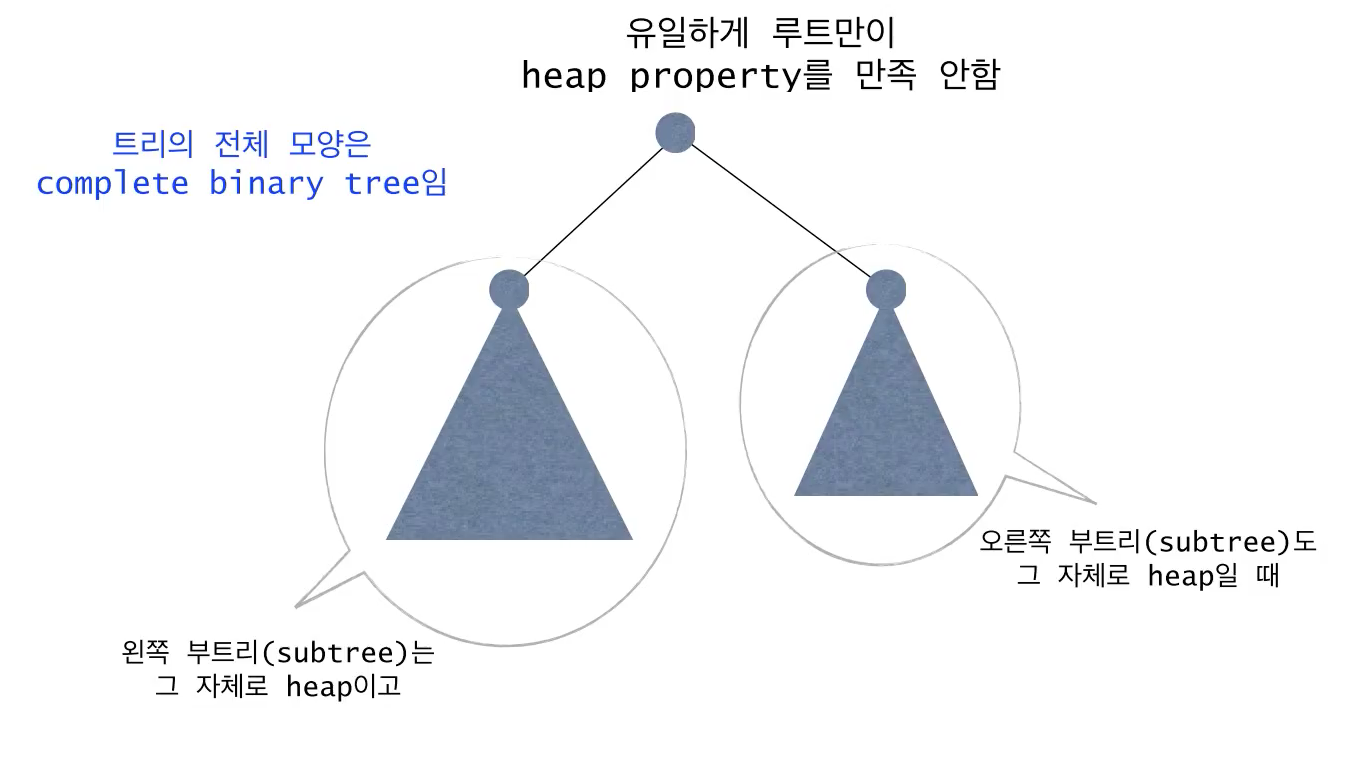 유일하게 루트만이
heap property를 만족 안함
트리의 전체 모양은
complete binary tree임
오른쪽 부트리(subtree)도
그 자체로 heap일 때
왼쪽 부트리(subtree)는
그 자체로 heap이고